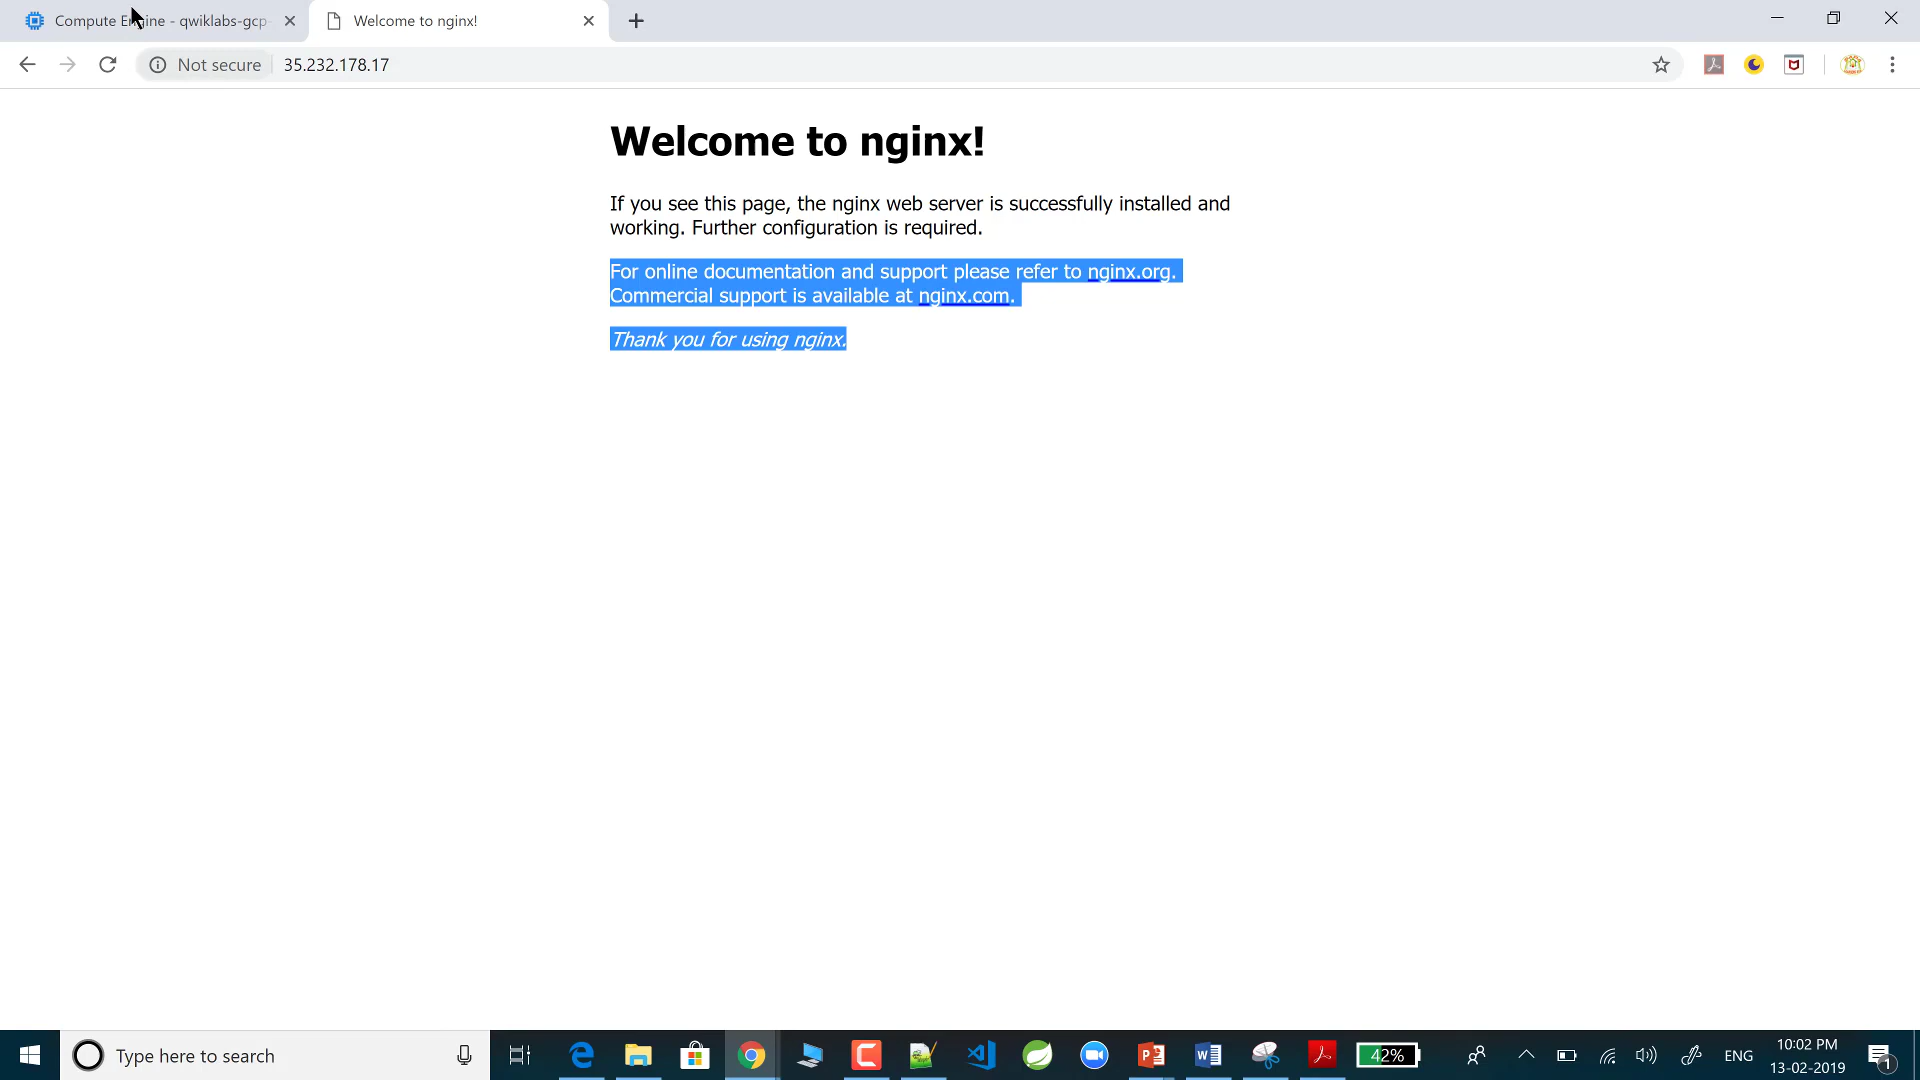 Compute Engine - qwiklabs-gcp-
Welcome to nginx!
Not secure
35.232.178.17
Welcome to nginx!
If you see this page, the nginx web server is successfully installed and
working. Further configuration is required.
For online documentation and support please refer to nginx.org.
Commercial support is available at nginx.com.
Thank you for using nginx.
Type here to search
42%
ENG
10:02 PM
13-02-2019
1